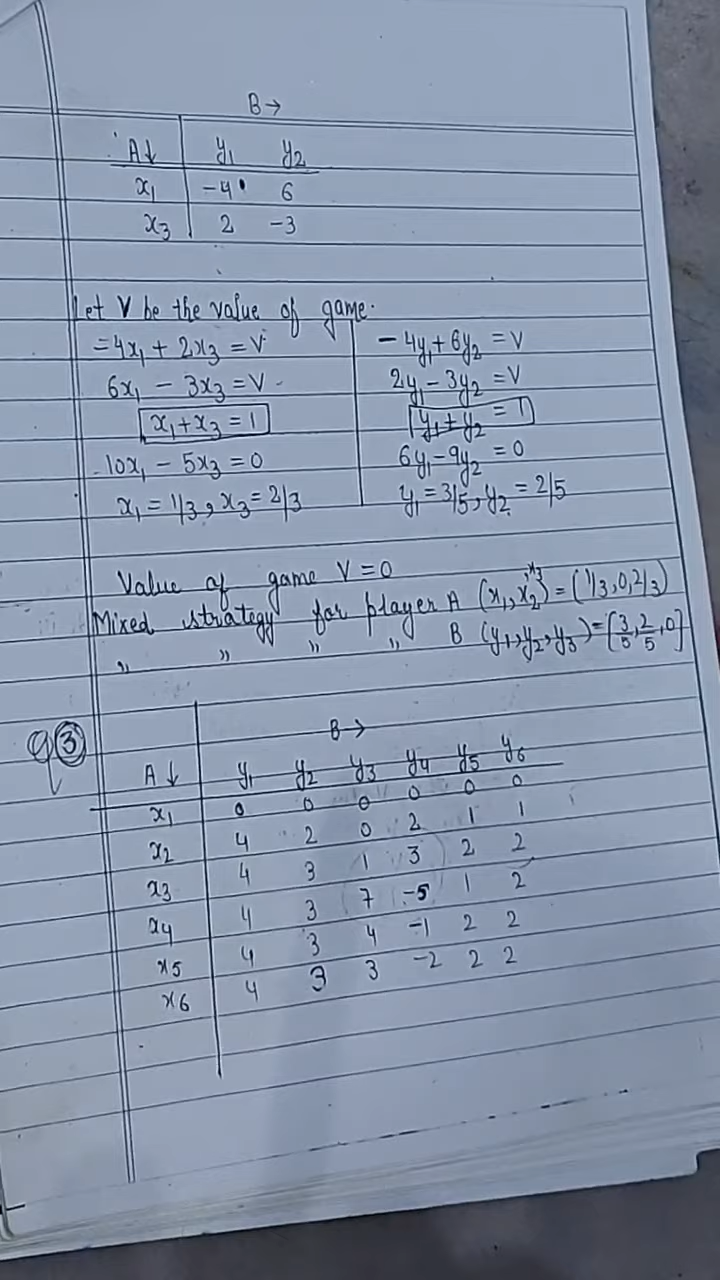 B→
A↓ y₁ y₂
x₁ -4 6
x₃ 2 -3
Let V be the value of game.
=4x₁ + 2x₃ = V
-4y₁+6y₂ = V
6x₁ - 3x₃ = V
2y₁-3y₂ = V
x₁+x₃ = 1
y₁+y₂ = 1
10x₁ - 5x₃ = 0
6y₁-9y₂ = 0
x₁ = 1/3, x₃ = 2/3
y₁ = 3/5, y₂ = 2/5
Value of game V = 0
Mixed strategy for player A (x₁, x₂, x₃) = (1/3, 0, 2/3)
" " " " B (y₁, y₂, y₃) = [3/5, 2/5, 0]
Q③
B→
A↓ y₁ y₂ y₃ y₄ y₅ y₆
x₁ 0 0 0 0 0 0
x₂ 4 2 0 2 1 1
x₃ 4 3 1 3 2 2
x₄ 4 3 7 -5 1 2
x₅ 4 3 4 -1 2 2
x₆ 4 3 3 -2 2 2